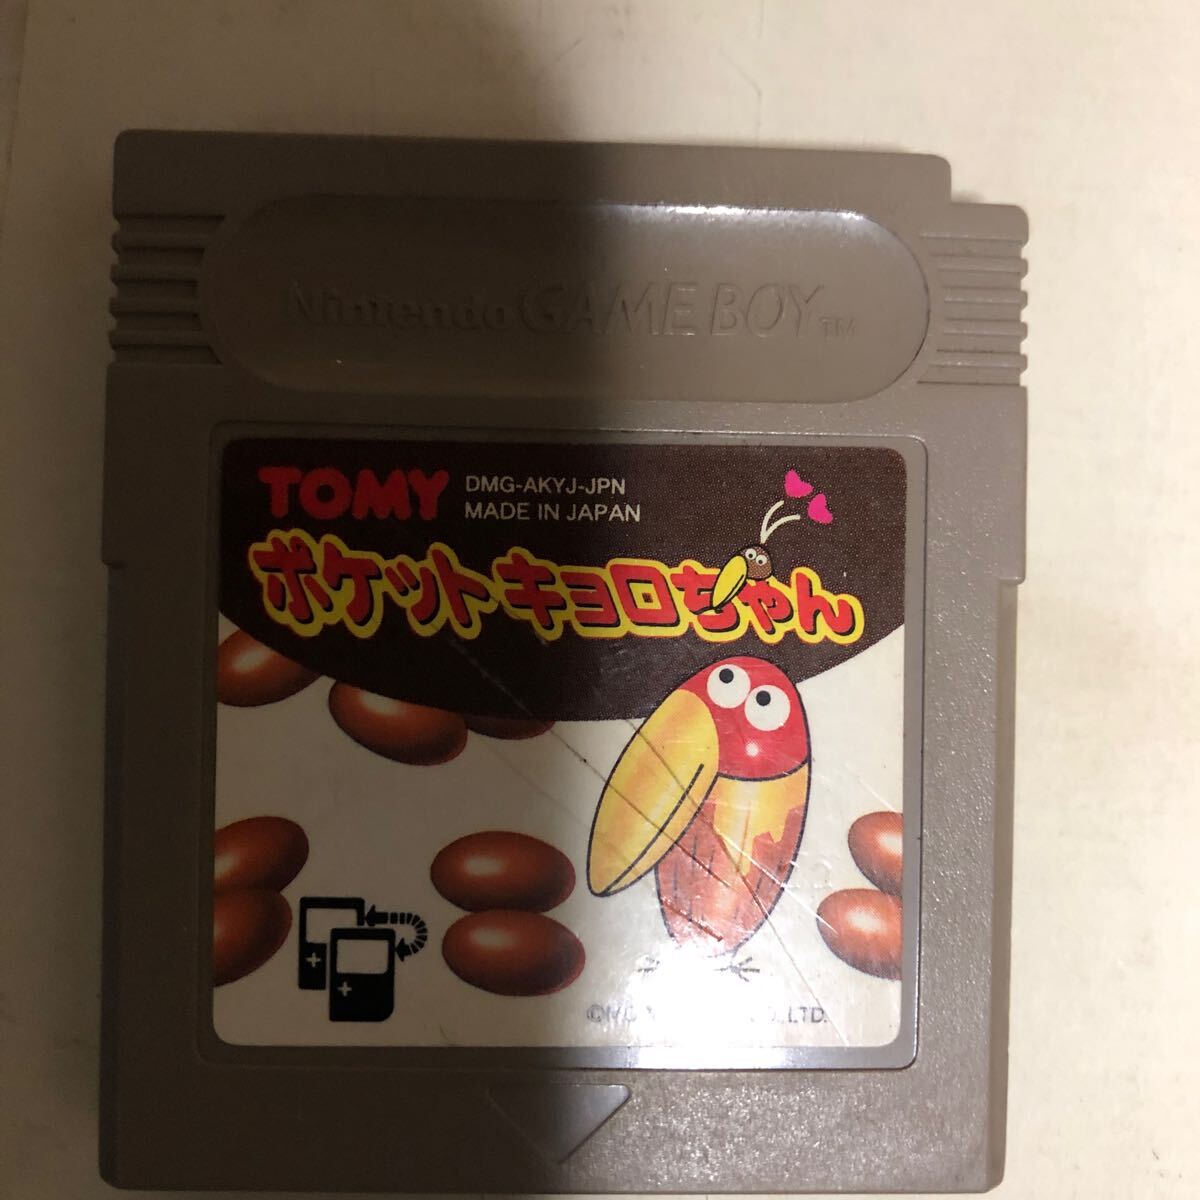 Nintendo GAME BOY TM
TOMY
DMG-AKYJ-JPN
MADE IN JAPAN
ポケットキョロちゃん
LTD.